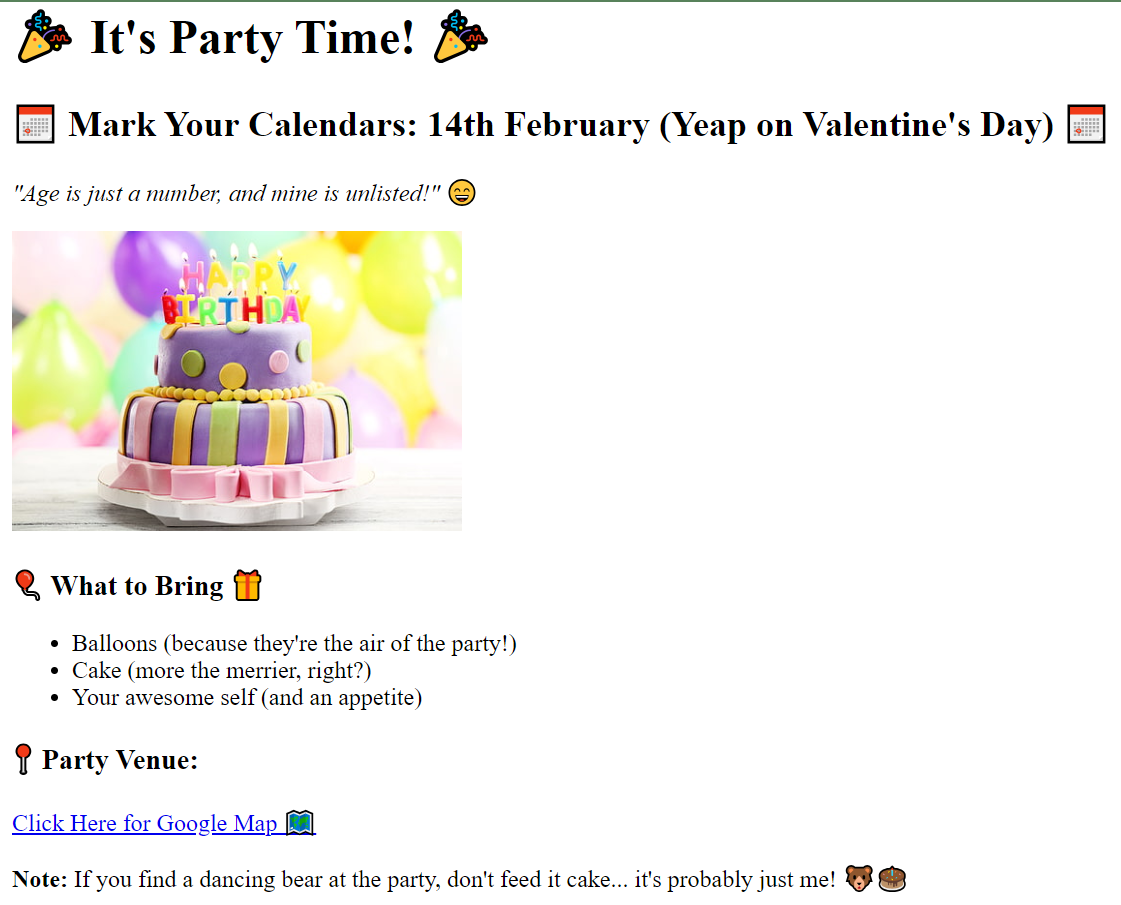 🎉 It's Party Time! 🎉
📅 Mark Your Calendars: 14th February (Yeap on Valentine's Day) 📅
"Age is just a number, and mine is unlisted!" 😄
HAPPY
BIRTHDAY
🎈 What to Bring 🎁
• Balloons (because they're the air of the party!)
• Cake (more the merrier, right?)
• Your awesome self (and an appetite)
📍 Party Venue:
Click Here for Google Map 🗺️
Note: If you find a dancing bear at the party, don't feed it cake... it's probably just me! 🐻🎂